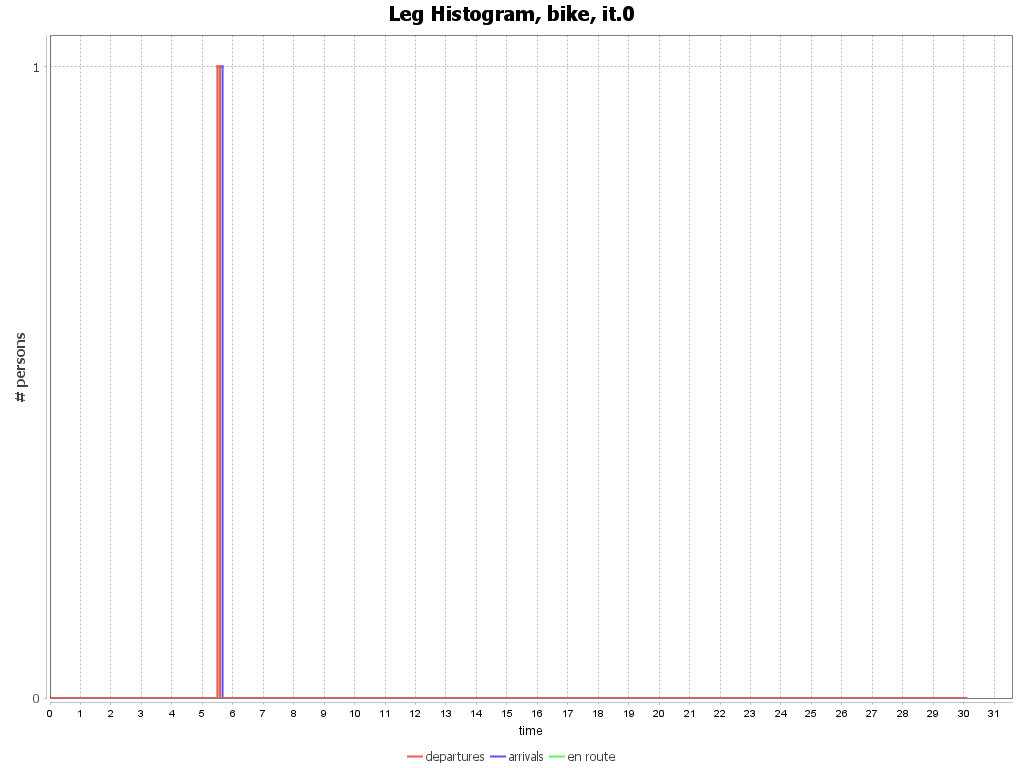 Leg Histogram, bike, it.0
# persons
1
0
0 1 2 3 4 5 6 7 8 9 10 11 12 13 14 15 16 17 18 19 20 21 22 23 24 25 26 27 28 29 30 31
time
departures arrivals en route